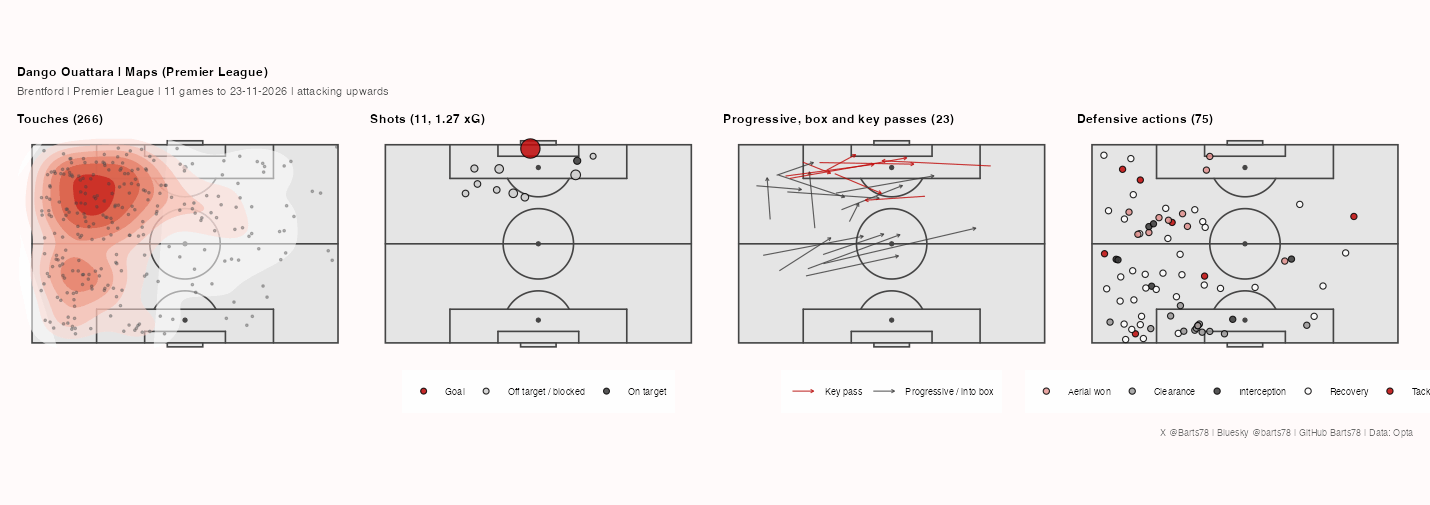 Dango Ouattara | Maps (Premier League)
Brentford | Premier League | 11 games to 23-11-2026 | attacking upwards
Touches (266)
Shots (11, 1.27 xG)
Progressive, box and key passes (23)
Defensive actions (75)
Goal Off target / blocked On target
Key pass Progressive / into box
Aerial won Clearance Interception Recovery Tack
X @Barts78 | Bluesky @barts78 | GitHub Barts78 | Data: Opta